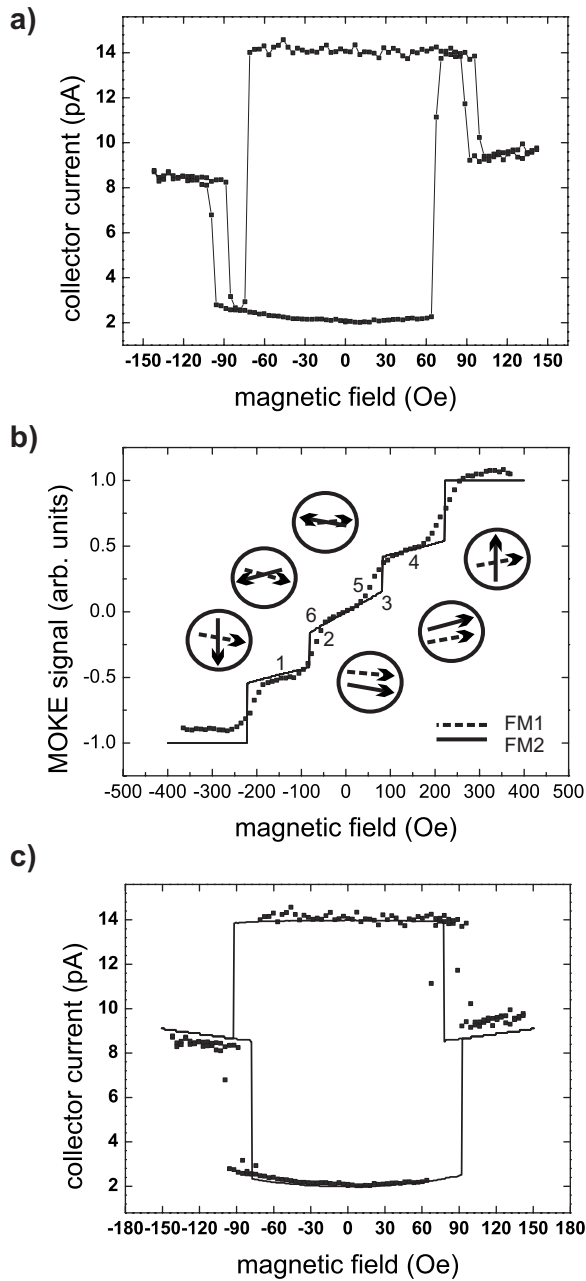 a)
14
12
10
8
6
4
2
collector current (pA)
-150 -120 -90 -60 -30 0 30 60 90 120 150
magnetic field (Oe)
b)
1.0
0.5
0.0
-0.5
-1.0
MOKE signal (arb. units)
5
4
3
6
2
1
FM1
FM2
-500 -400 -300 -200 -100 0 100 200 300 400 500
magnetic field (Oe)
c)
14
12
10
8
6
4
2
collector current (pA)
-180 -150 -120 -90 -60 -30 0 30 60 90 120 150 180
magnetic field (Oe)